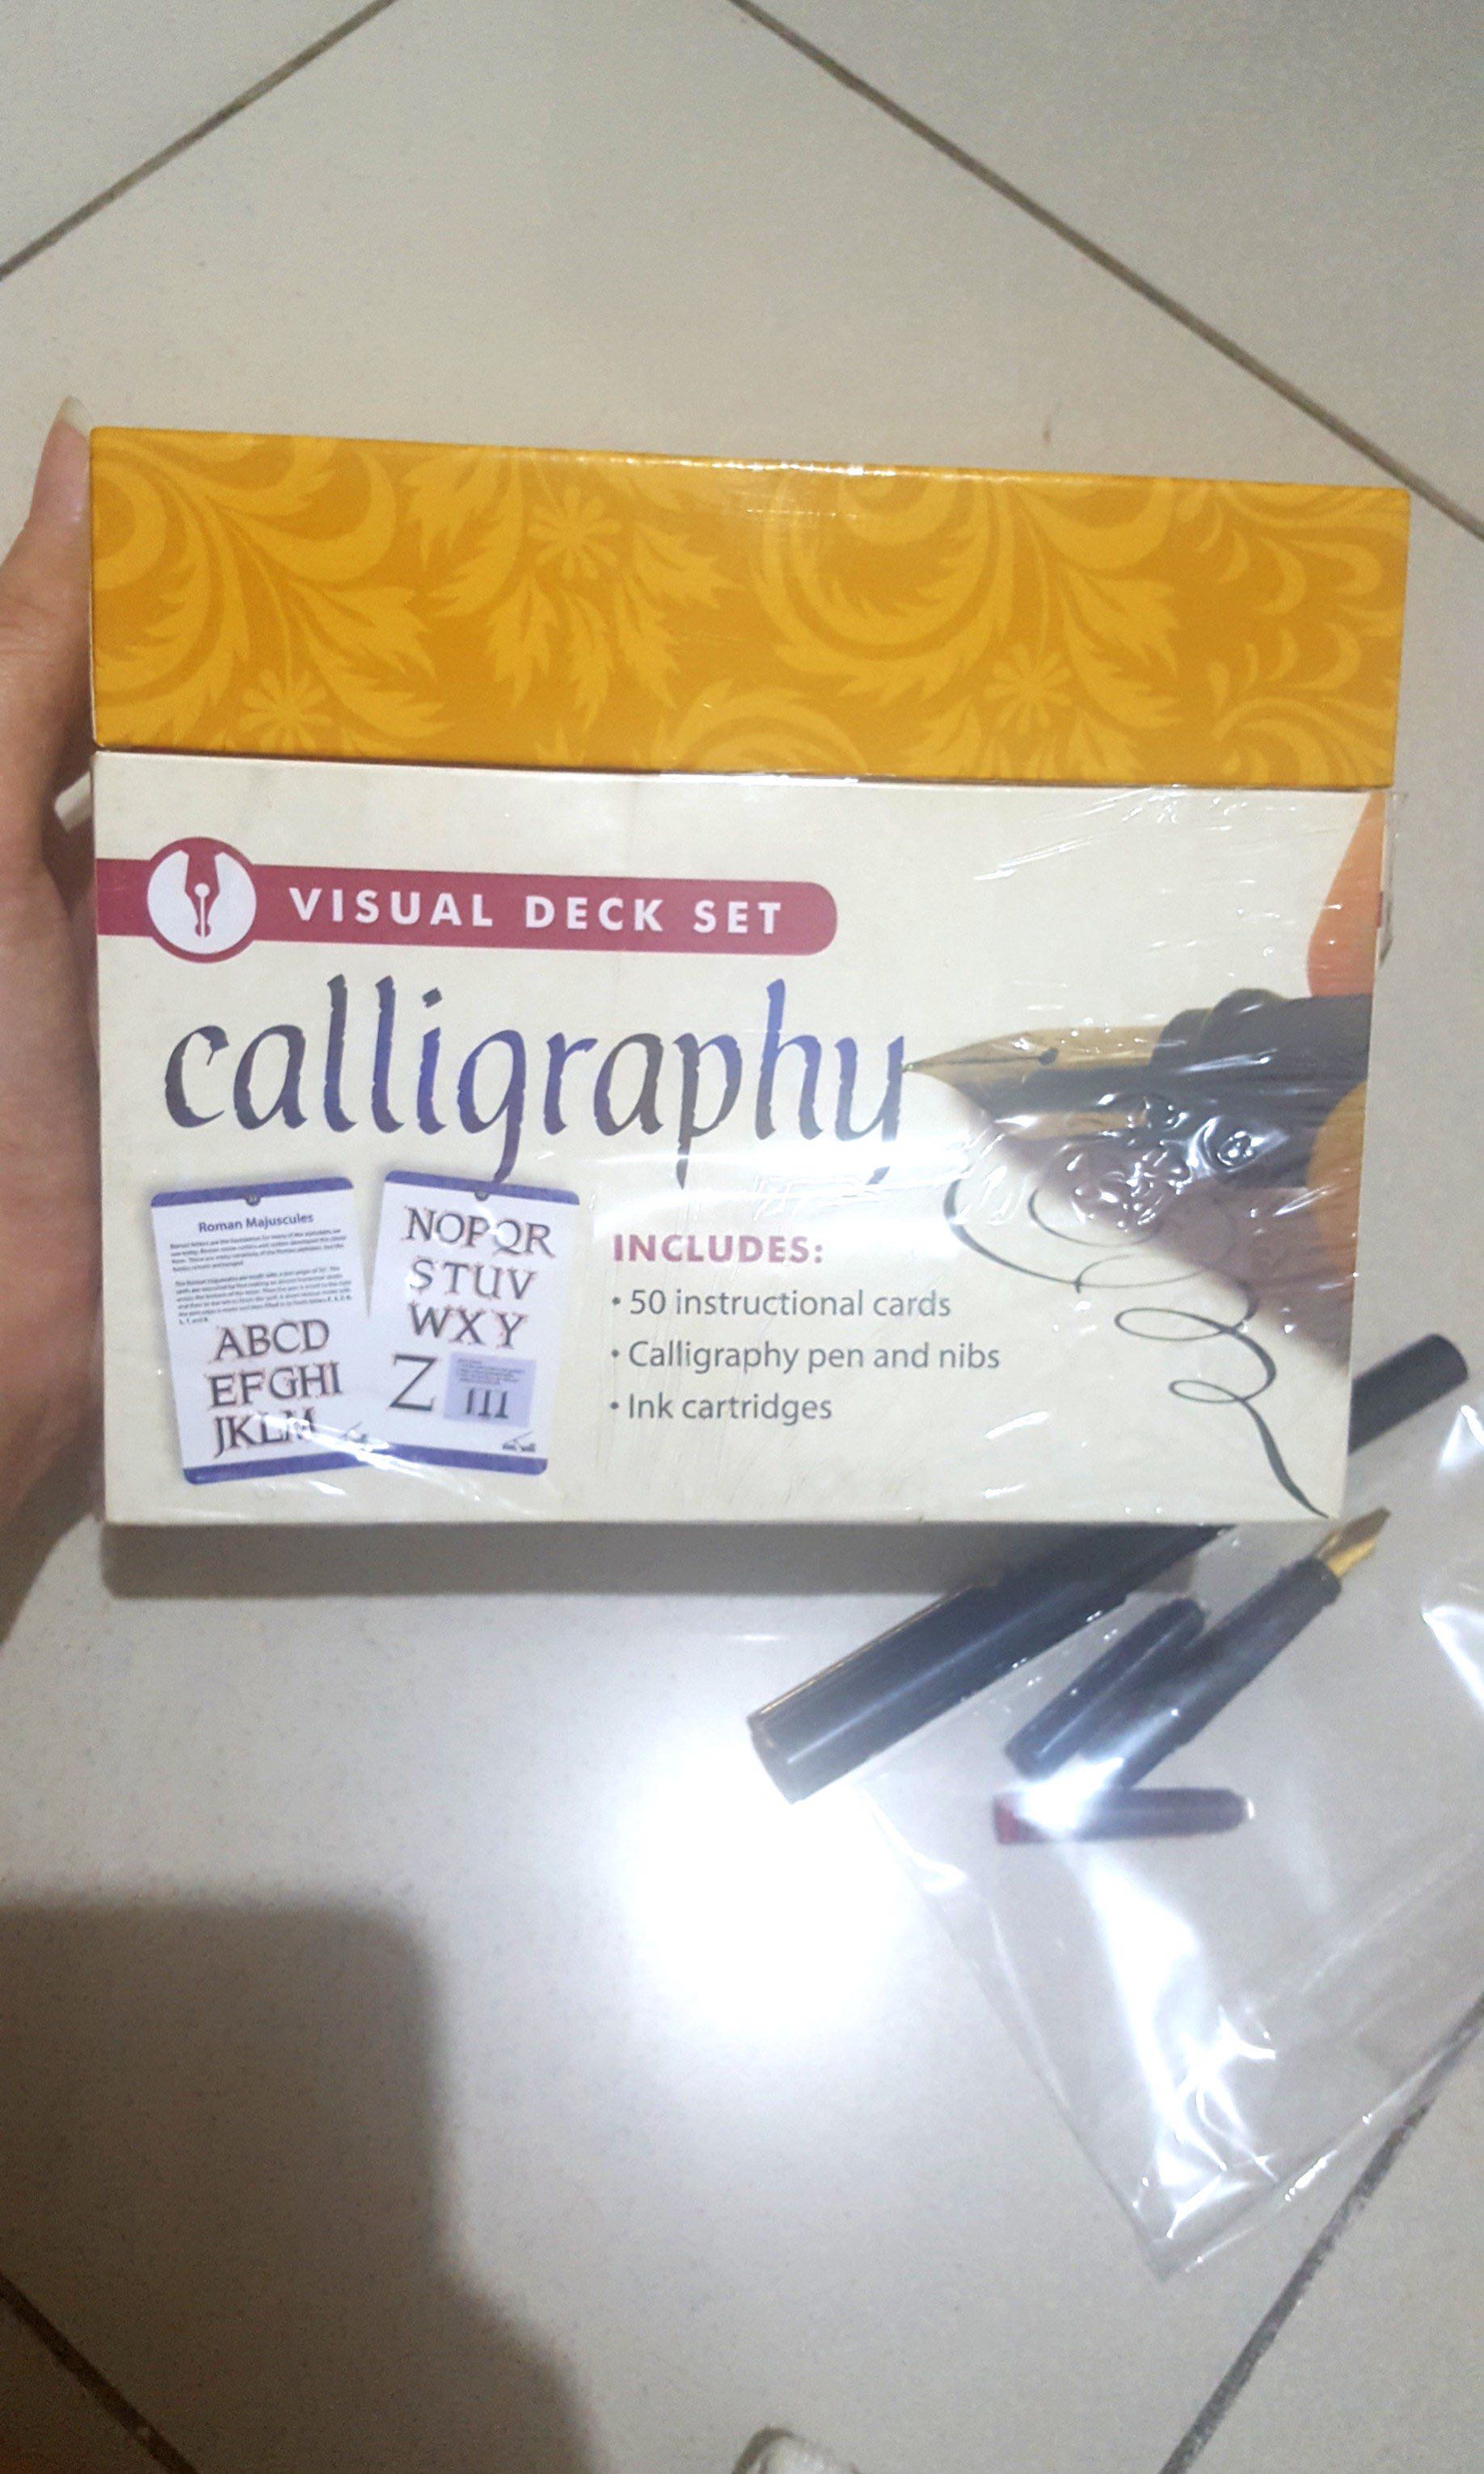 VISUAL DECK SET
calligraphy
Roman Majuscules
ABCD
EFGHI
JKLM
NOPQR
STUV
WXY
Z
INCLUDES:
• 50 instructional cards
• Calligraphy pen and nibs
• Ink cartridges